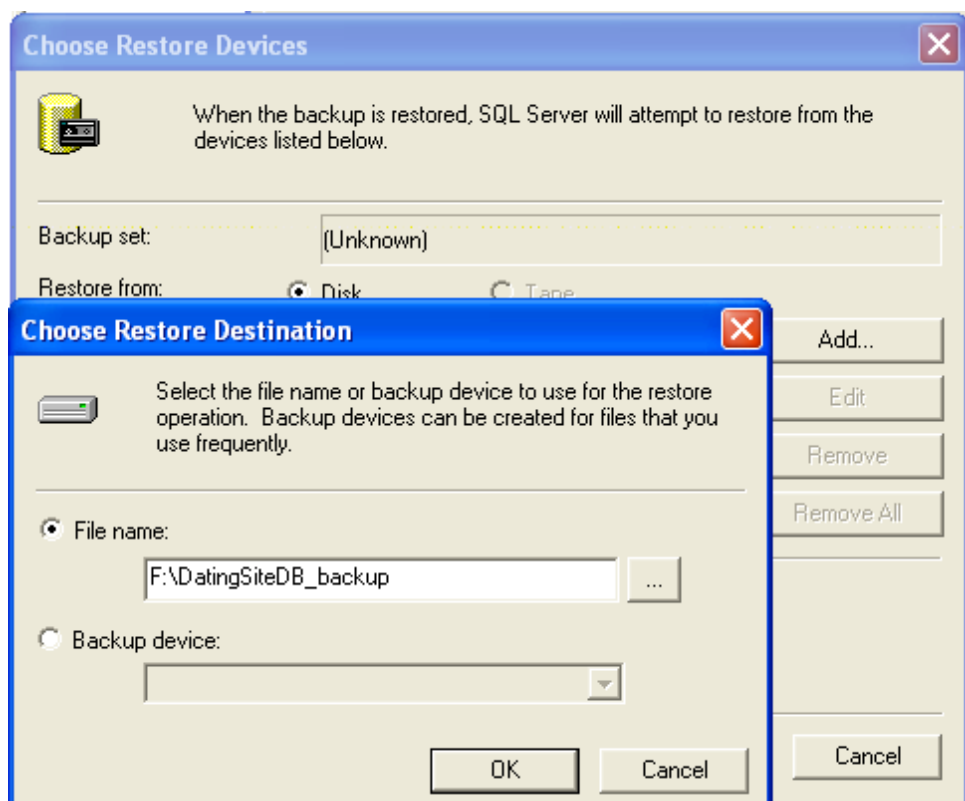 Choose Restore Devices
When the backup is restored, SQL Server will attempt to restore from the
devices listed below.
Backup set:
(Unknown)
Restore from:
Disk
Tape
Choose Restore Destination
Add...
Select the file name or backup device to use for the restore
operation. Backup devices can be created for files that you
use frequently.
Edit
Remove
Remove All
File name:
F:\DatingSiteDB_backup
...
Backup device:
OK
Cancel
Cancel